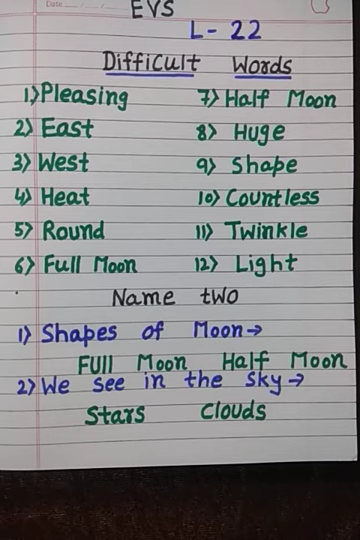 Date
EVS
L- 22
Difficult Words
1) Pleasing 7) Half Moon
2) East 8) Huge
3) West 9) Shape
4) Heat 10) Countless
5) Round 11) Twinkle
6) Full Moon 12) Light
Name two
1) Shapes of Moon→
FUll Moon Half Moon
2) We see in the sky→
Stars Clouds